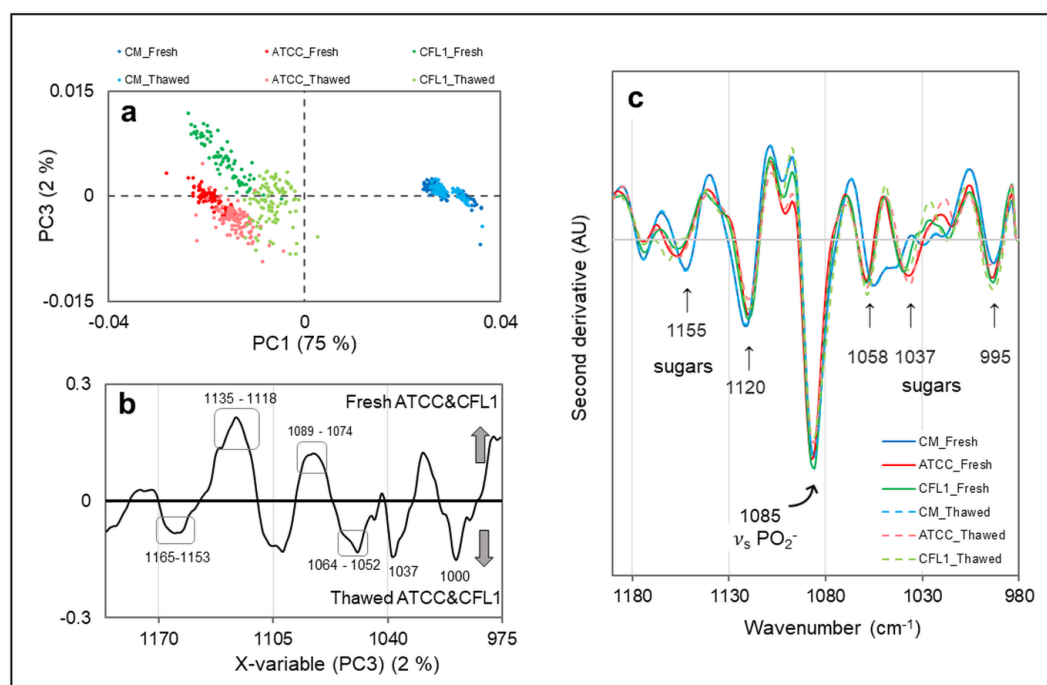 CM_Fresh ATCC_Fresh CFL1_Fresh
CM_Thawed ATCC_Thawed CFL1_Thawed
a
0.015
0
-0.015
PC3 (2 %)
-0.04 0 0.04
PC1 (75 %)
b
0.3
0
-0.3
1135 - 1118
Fresh ATCC&CFL1
1089 - 1074
1165-1153
1064 - 1052
1037
1000
Thawed ATCC&CFL1
1170 1105 1040 975
X-variable (PC3) (2 %)
c
Second derivative (AU)
1155
sugars
1120
1058
1037
sugars
995
1085
νs PO2-
CM_Fresh
ATCC_Fresh
CFL1_Fresh
CM_Thawed
ATCC_Thawed
CFL1_Thawed
1180 1130 1080 1030 980
Wavenumber (cm-1)